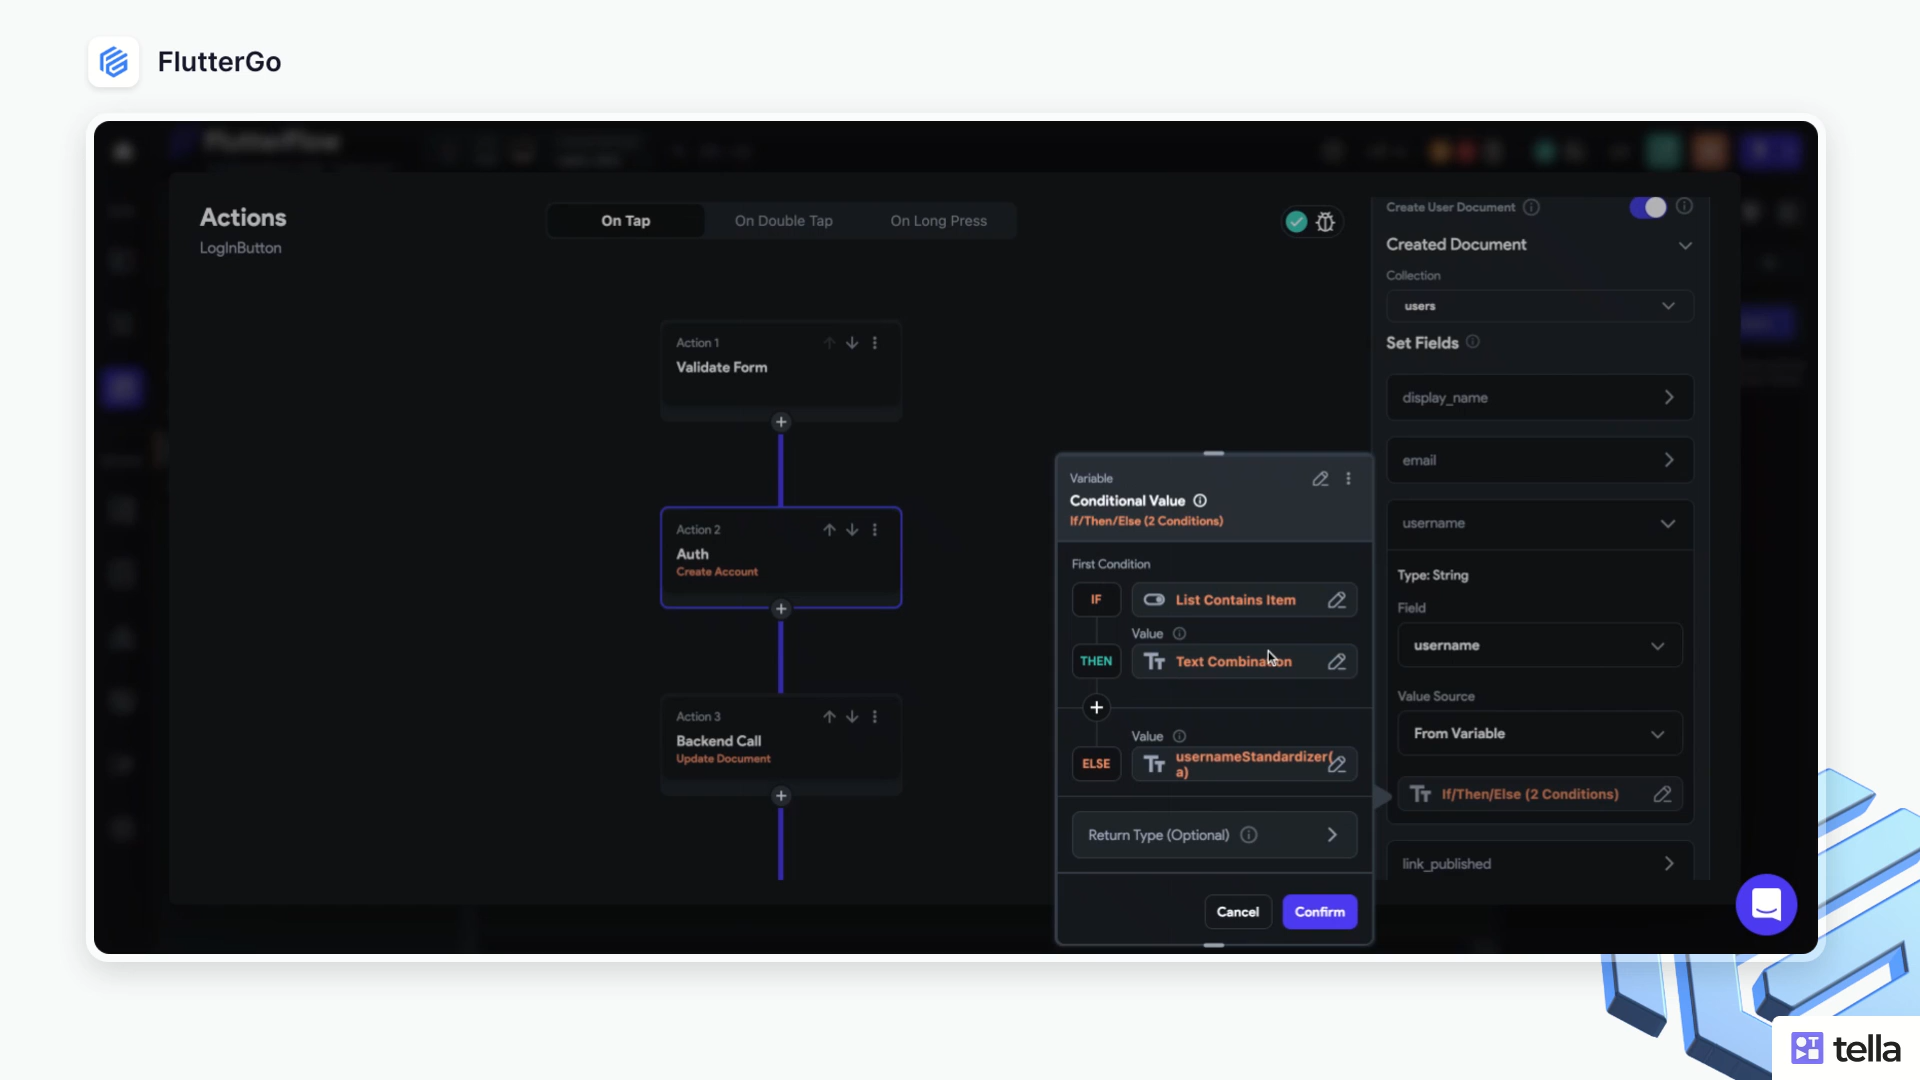 FlutterGo
FlutterFlow
Actions
LogInButton
On Tap
On Double Tap
On Long Press
Action 1
Validate Form
Action 2
Auth
Create Account
Action 3
Backend Call
Update Document
Variable
Conditional Value
If/Then/Else (2 Conditions)
First Condition
IF
List Contains Item
Value
THEN
Text Combination
Value
ELSE
usernameStandardizer(
a)
Return Type (Optional)
Cancel
Confirm
Create User Document
Created Document
Collection
users
Set Fields
display_name
email
username
Type: String
Field
username
Value Source
From Variable
If/Then/Else (2 Conditions)
link_published
tella